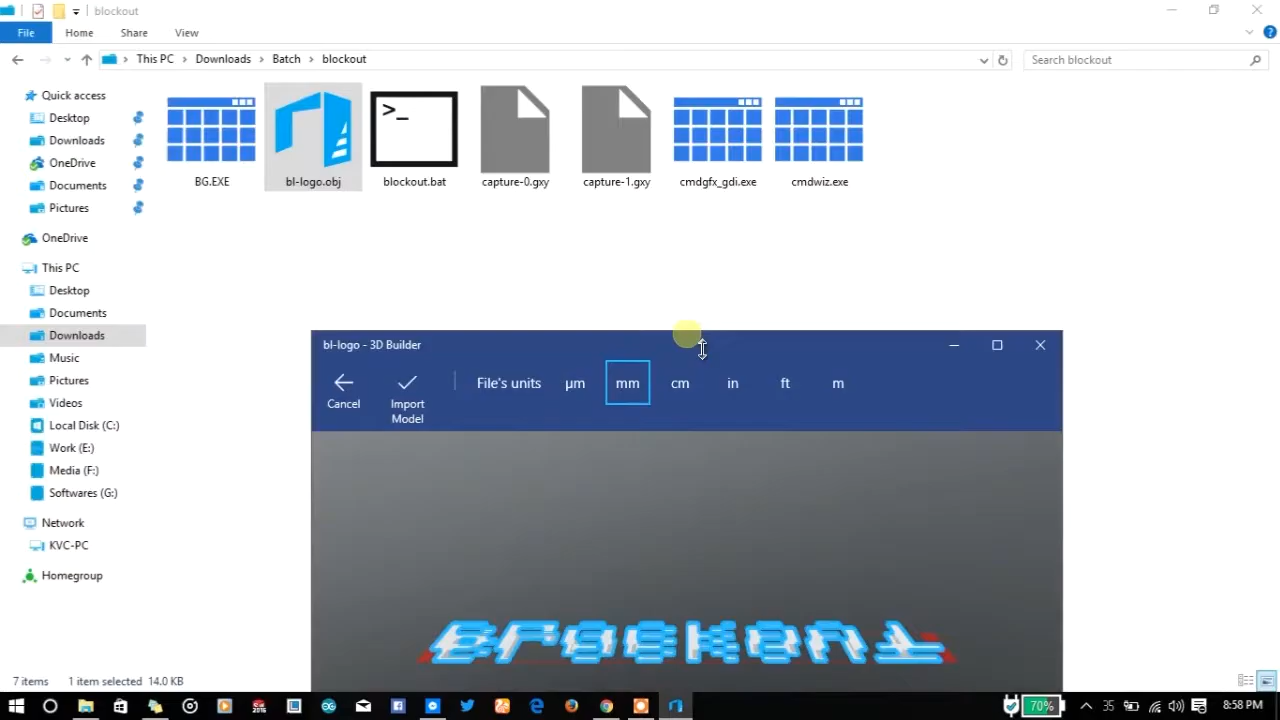 blockout
File Home Share View
This PC Downloads Batch blockout
Search blockout
Quick access
Desktop
Downloads
OneDrive
Documents
Pictures
OneDrive
This PC
Desktop
Documents
Downloads
Music
Pictures
Videos
Local Disk (C:)
Work (E:)
Media (F:)
Softwares (G:)
Network
KVC-PC
Homegroup
BG.EXE bl-logo.obj blockout.bat capture-0.gxy capture-1.gxy cmdgfx_gdi.exe cmdwiz.exe
bl-logo - 3D Builder
Cancel Import Model File's units µm mm cm in ft m
BLOCKOUT
7 items 1 item selected 14.0 KB
70% 35 8:58 PM